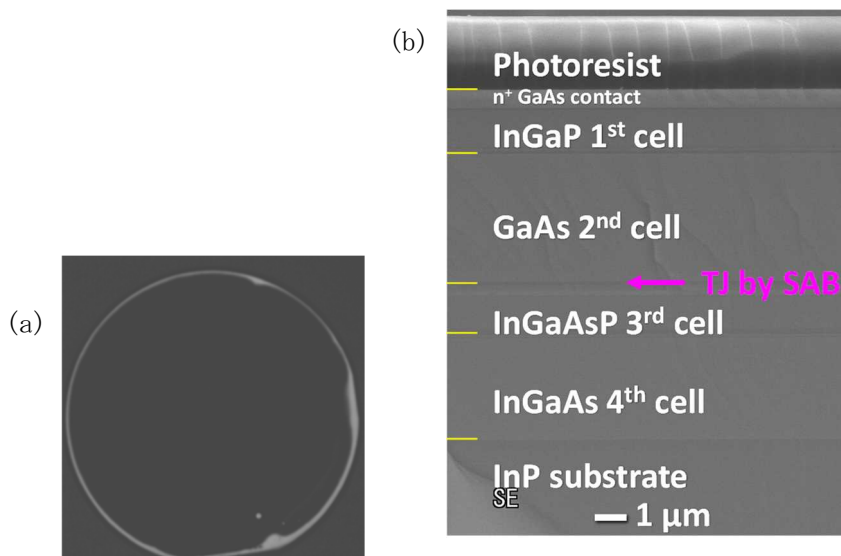 (a)
(b)
Photoresist
n+ GaAs contact
InGaP 1st cell
GaAs 2nd cell
TJ by SAB
InGaAsP 3rd cell
InGaAs 4th cell
InP substrate
SE
1 μm